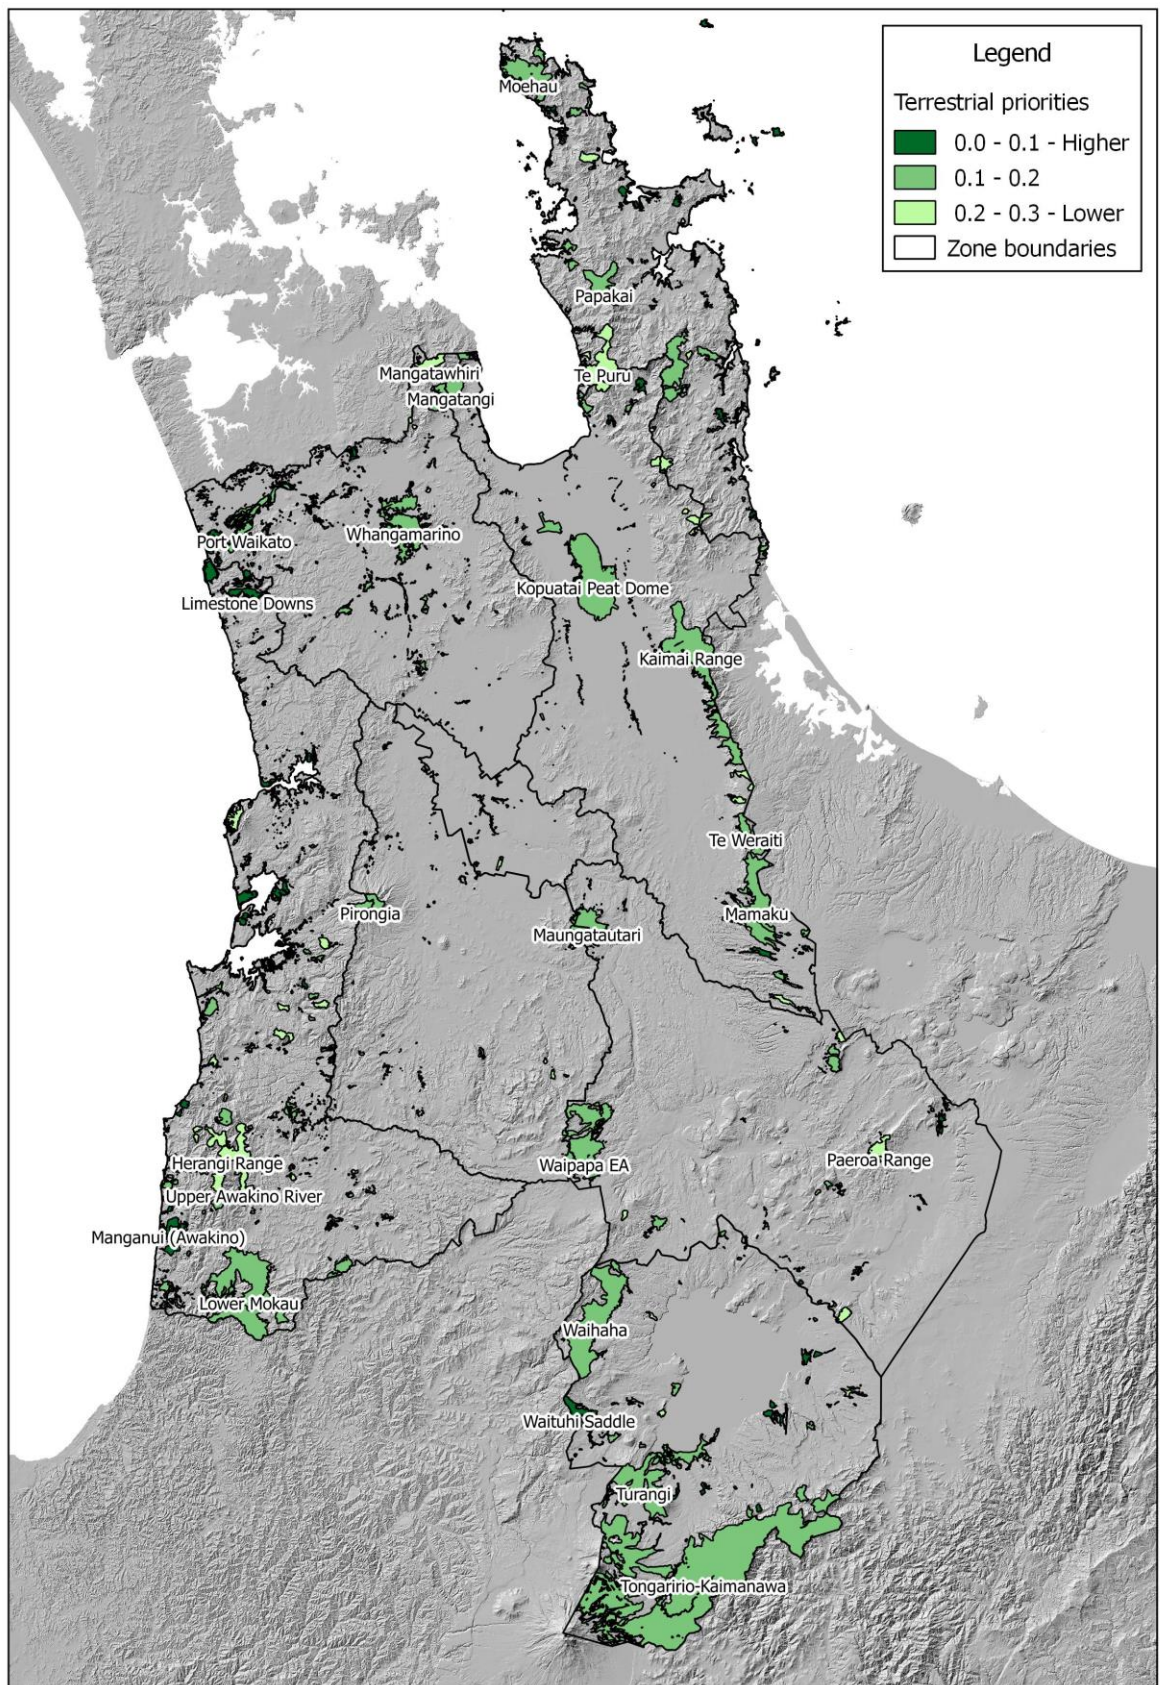 Legend
Terrestrial priorities
0.0 - 0.1 - Higher
0.1 - 0.2
0.2 - 0.3 - Lower
Zone boundaries
Moehau
Papakai
Mangatawhiri
Te Puru
Mangatangi
Port Waikato
Whangamarino
Kopuatai Peat Dome
Limestone Downs
Kaimai Range
Te Weraiti
Pirongia
Mamaku
Maungatautari
Herangi Range
Waipapa EA
Paeroa Range
Upper Awakino River
Manganui (Awakino)
Lower Mokau
Waihaha
Waituhi Saddle
Turangi
Tongaririo-Kaimanawa